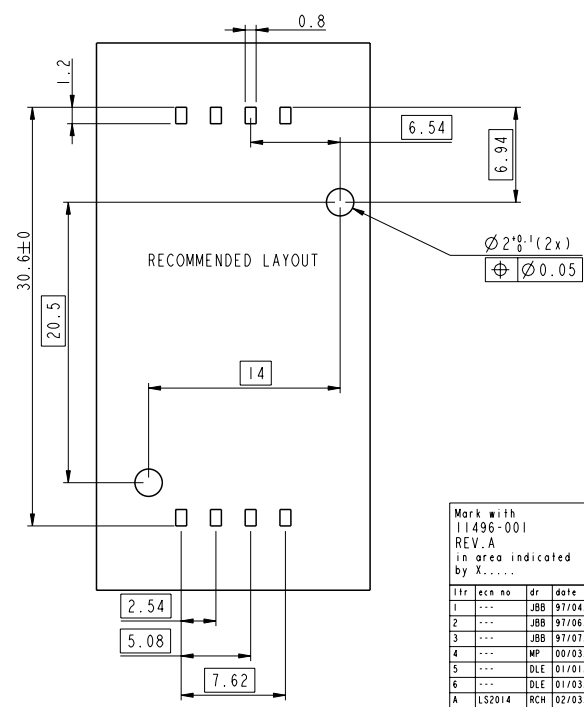 0.8
1.2
6.54
6.94
30.6±0
Ø2+0.1 0(2x)
⌖ Ø0.05
RECOMMENDED LAYOUT
20.5
14
Mark with
11496-001
REV.A
in area indicated
by X.....
ltr ecn no dr date
1 --- JBB 97/04
2 --- JBB 97/06
3 --- JBB 97/07
4 --- MP 00/03
5 --- DLE 01/01
6 --- DLE 01/03
A LS2014 RCH 02/03
2.54
5.08
7.62